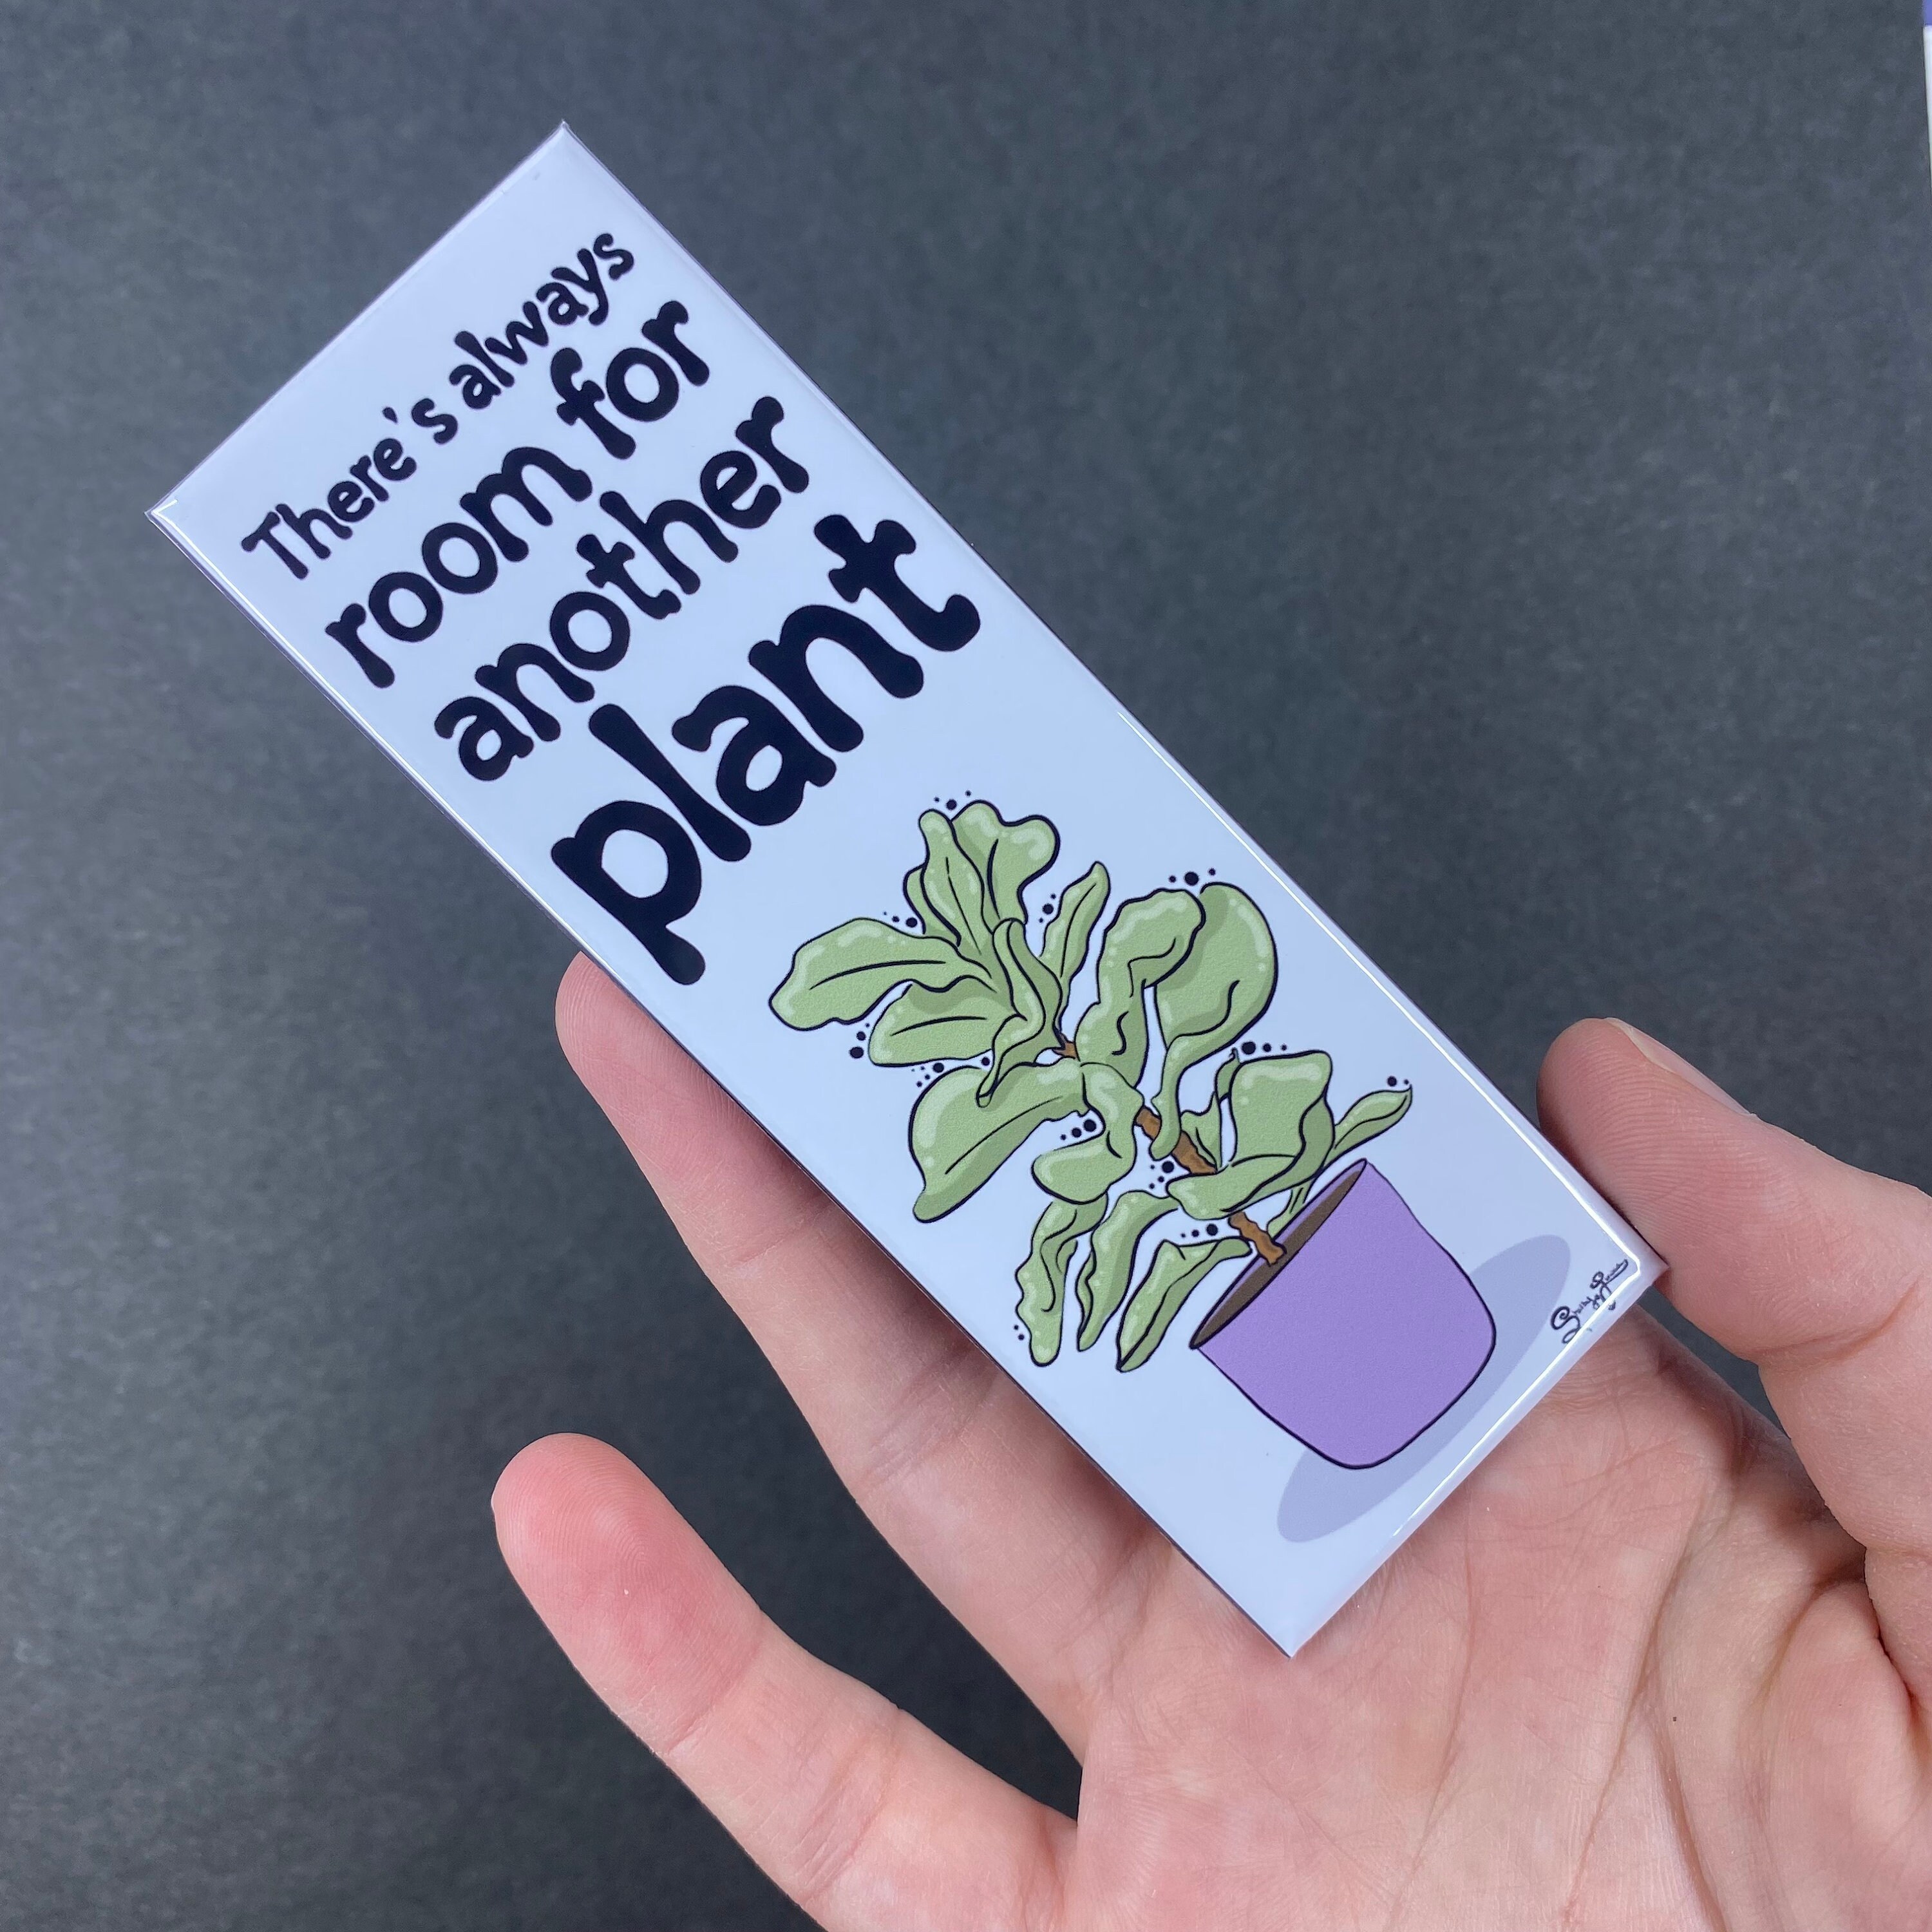 There's always
room for
another
plant